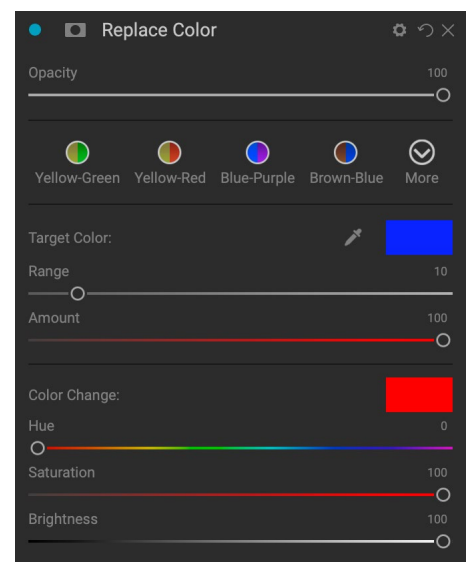 Replace Color
Opacity 100
Yellow-Green Yellow-Red Blue-Purple Brown-Blue More
Target Color:
Range 10
Amount 100
Color Change:
Hue 0
Saturation 100
Brightness 100